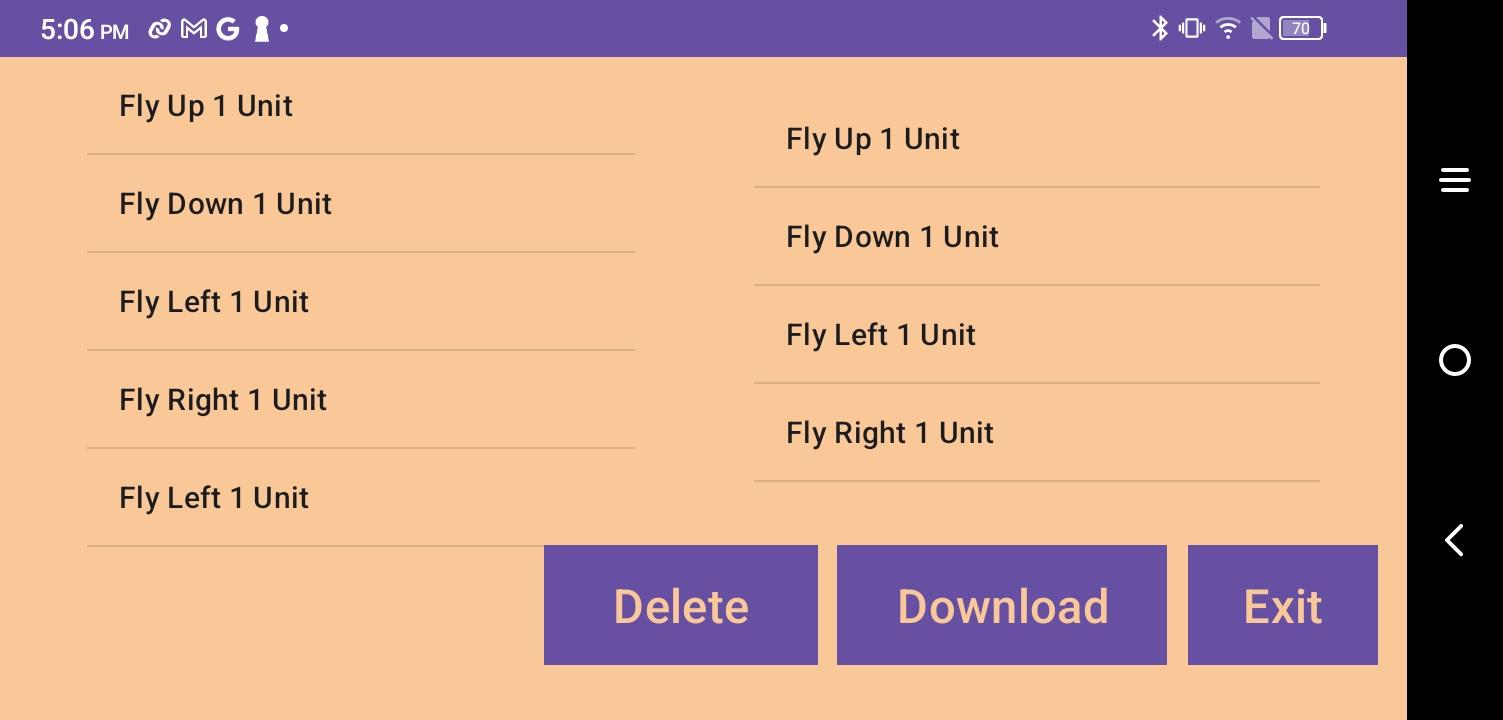 5:06 PM
70
Fly Up 1 Unit
Fly Down 1 Unit
Fly Left 1 Unit
Fly Right 1 Unit
Fly Left 1 Unit
Fly Up 1 Unit
Fly Down 1 Unit
Fly Left 1 Unit
Fly Right 1 Unit
Delete
Download
Exit